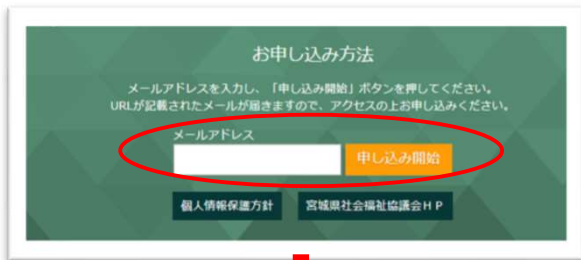 お申し込み方法
メールアドレスを入力し、「申し込み開始」ボタンを押してください。
URLが記載されたメールが届きますので、アクセスの上お申し込みください。
メールアドレス
申し込み開始
個人情報保護方針 宮城県社会福祉協議会HP